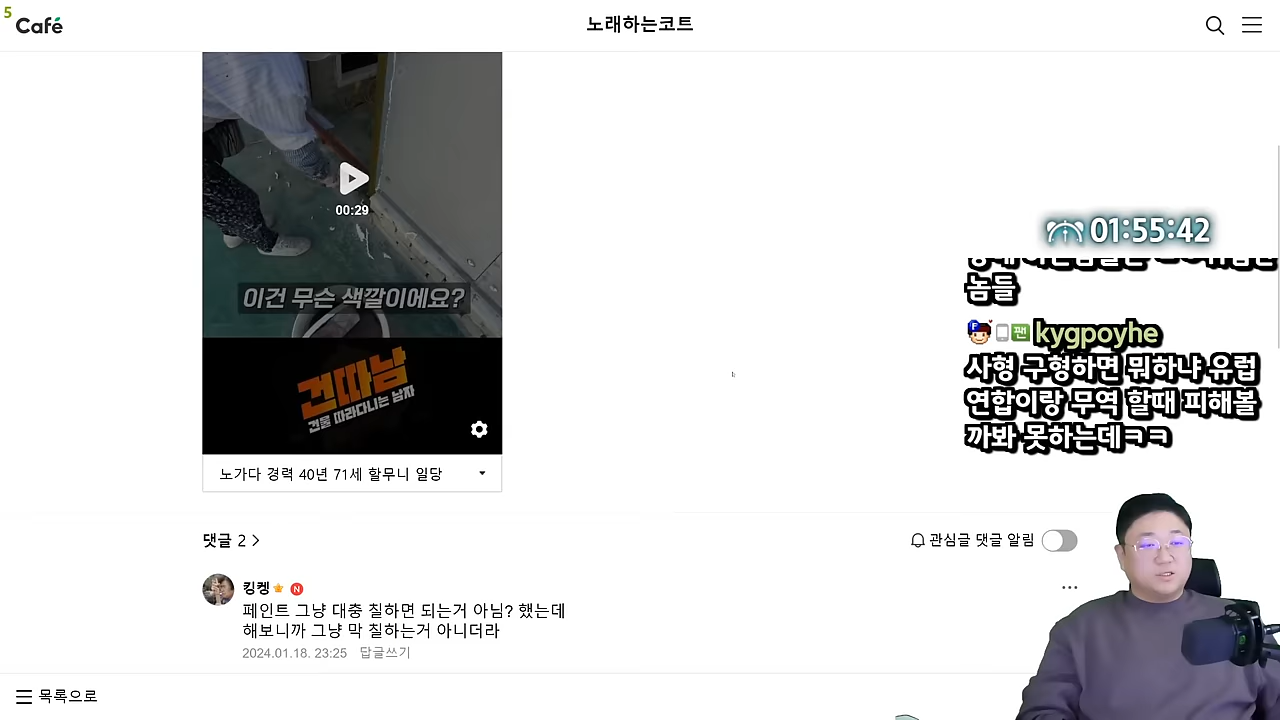 5
Café
노래하는코트
00:29
이건 무슨 색깔이에요?
건따남
건물 따라다니는 남자
노가다 경력 40년 71세 할무니 일당
01:55:42
놈들
팬 kygpoyhe
사형 구형하면 뭐하냐 유럽
연합이랑 무역 할때 피해볼
까봐 못하는데ㅋㅋ
댓글 2
관심글 댓글 알림
킹켕 N
페인트 그냥 대충 칠하면 되는거 아님? 했는데
해보니까 그냥 막 칠하는거 아니더라
2024.01.18. 23:25 답글쓰기
목록으로